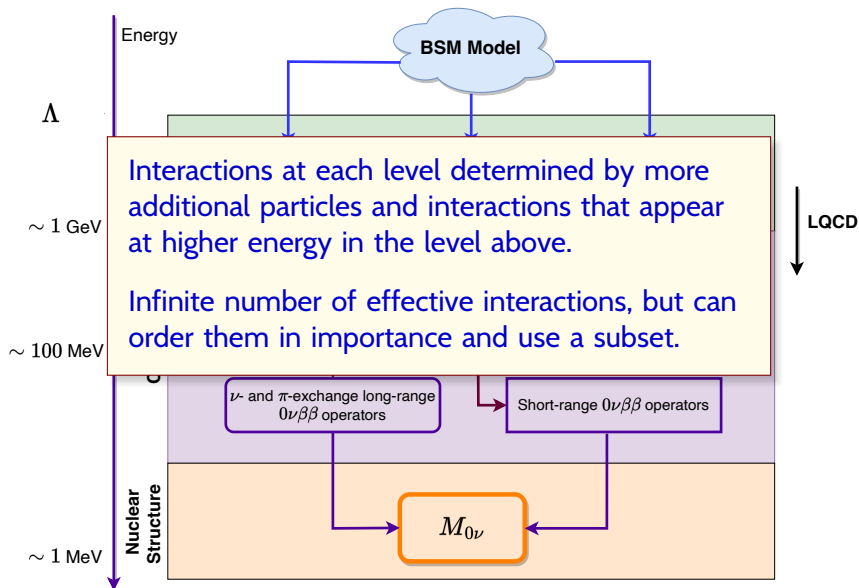 Energy
BSM Model
Λ
Interactions at each level determined by more
additional particles and interactions that appear
at higher energy in the level above.
Infinite number of effective interactions, but can
order them in importance and use a subset.
∼ 1 GeV
LQCD
∼ 100 MeV
ν- and π-exchange long-range
0νββ operators
Short-range 0νββ operators
Nuclear
Structure
M₀ν
∼ 1 MeV